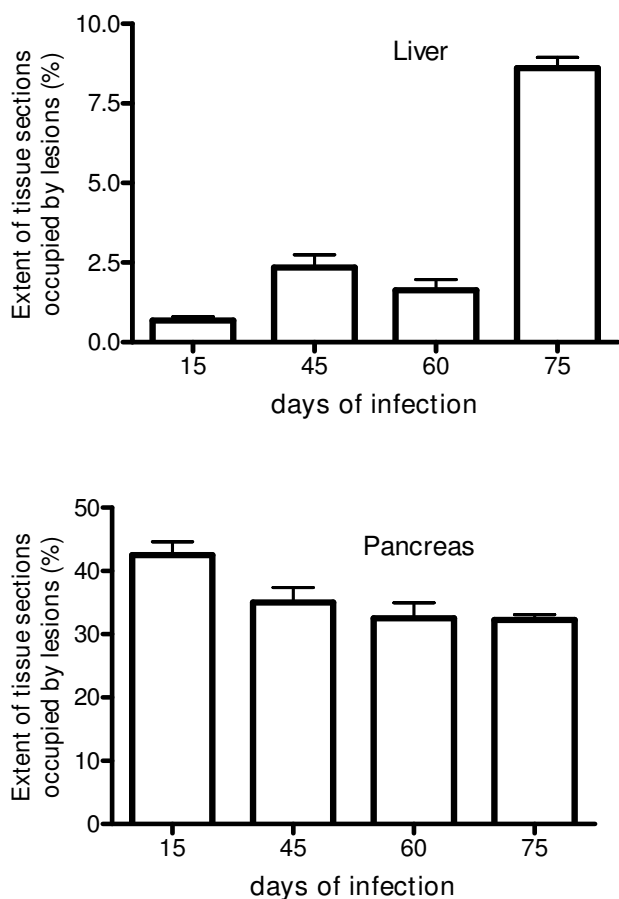 Extent of tissue sections
occupied by lesions (%)
10.0
7.5
5.0
2.5
0.0
Liver
15 45 60 75
days of infection
Extent of tissue sections
occupied by lesions (%)
50
40
30
20
10
0
Pancreas
15 45 60 75
days of infection